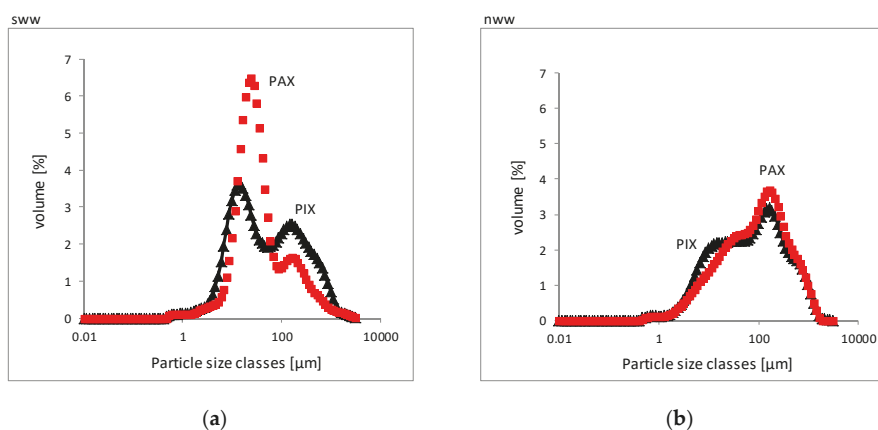 sww
7
6
5
4
3
2
1
0
volume [%]
PAX
PIX
0.01 1 100 10000
Particle size classes [µm]
(a)
nww
7
6
5
4
3
2
1
0
volume [%]
PAX
PIX
0.01 1 100 10000
Particle size classes [µm]
(b)